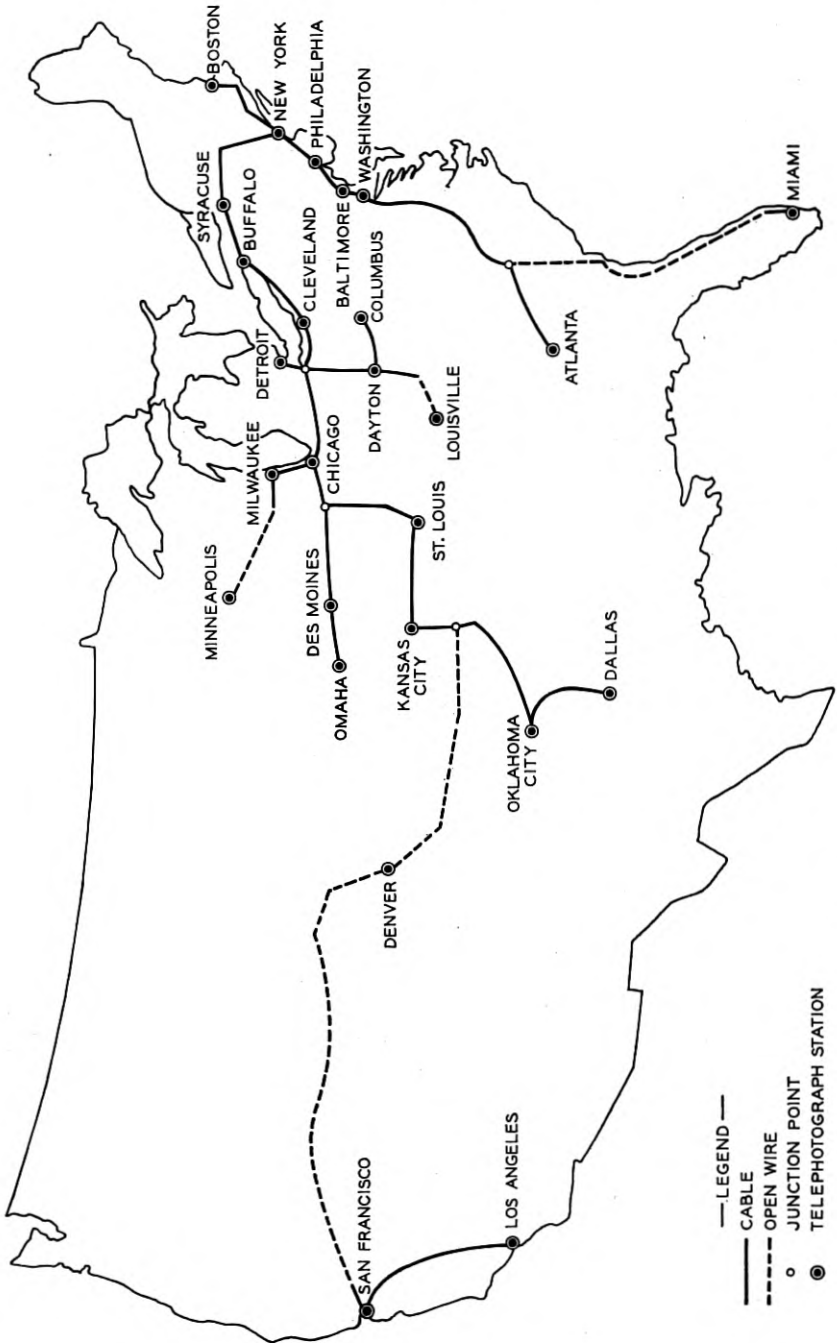 BOSTON
NEW YORK
PHILADELPHIA
WASHINGTON
SYRACUSE
BUFFALO
CLEVELAND
BALTIMORE
COLUMBUS
DETROIT
DAYTON
LOUISVILLE
ATLANTA
MIAMI
MILWAUKEE
CHICAGO
MINNEAPOLIS
DES MOINES
OMAHA
ST. LOUIS
KANSAS
CITY
OKLAHOMA
CITY
DALLAS
DENVER
SAN FRANCISCO
LOS ANGELES
— LEGEND —
CABLE
OPEN WIRE
JUNCTION POINT
TELEPHOTOGRAPH STATION